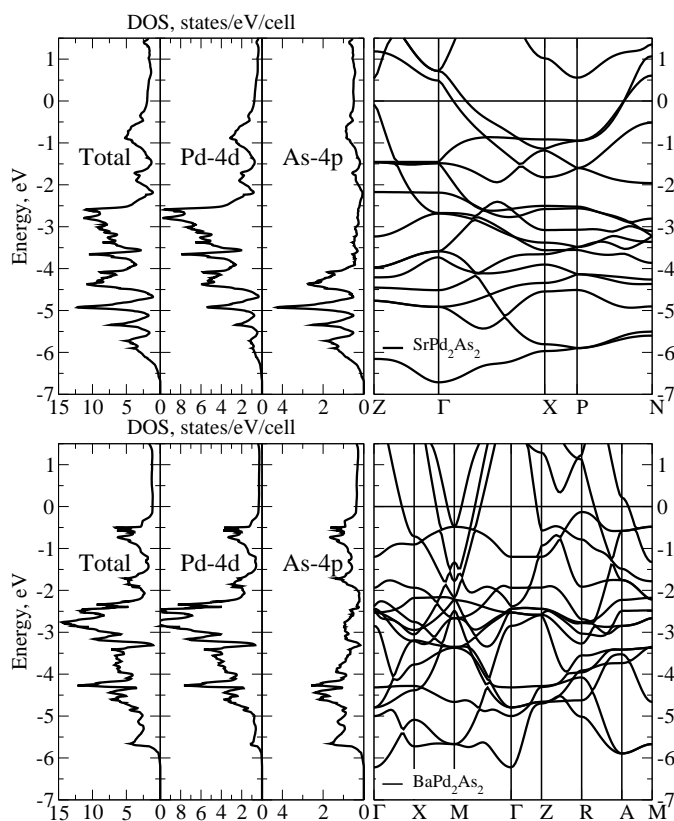 DOS, states/eV/cell
Energy, eV
1
0
-1
-2
-3
-4
-5
-6
-7
Total
Pd-4d
As-4p
1
0
-1
-2
-3
-4
-5
-6
-7
SrPd₂As₂
15 10 5 0 8 6 4 2 0 4 2 0
Z Γ X P N
DOS, states/eV/cell
Energy, eV
1
0
-1
-2
-3
-4
-5
-6
-7
Total
Pd-4d
As-4p
1
0
-1
-2
-3
-4
-5
-6
-7
BaPd₂As₂
15 10 5 0 8 6 4 2 0 4 2 0
Γ X M Γ Z R A M